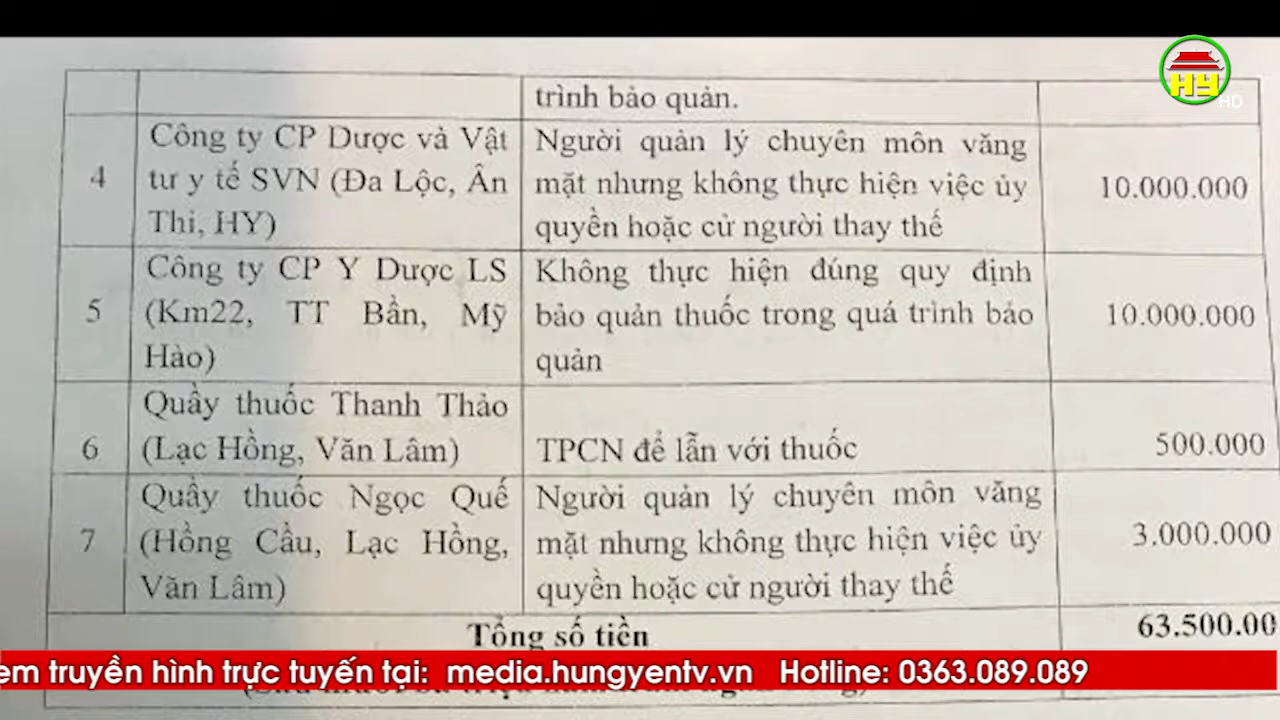 HY
HD
trình bảo quản.
4
Công ty CP Dược và Vật
tư y tế SVN (Đa Lộc, Ân
Thi, HY)
Người quản lý chuyên môn văng
mặt nhưng không thực hiện việc ủy
quyền hoặc cử người thay thế
10.000.000
5
Công ty CP Y Dược LS
(Km22, TT Bần, Mỹ
Hào)
Không thực hiện đúng quy định
bảo quản thuốc trong quá trình bảo
quản
10.000.000
6
Quầy thuốc Thanh Thảo
(Lạc Hồng, Văn Lâm)
TPCN để lẫn với thuốc
500.000
7
Quầy thuốc Ngọc Quế
(Hồng Cầu, Lạc Hồng,
Văn Lâm)
Người quản lý chuyên môn văng
mặt nhưng không thực hiện việc ủy
quyền hoặc cử người thay thế
3.000.000
Tổng số tiền
63.500.00
em truyền hình trực tuyến tại: media.hungyentv.vn Hotline: 0363.089.089